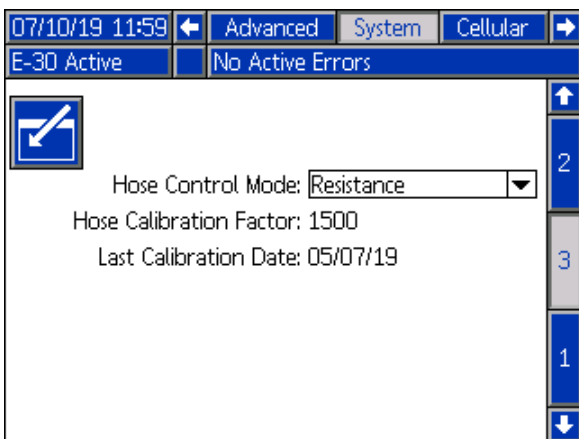 07/10/19 11:59 Advanced System Cellular
E-30 Active No Active Errors
2
Hose Control Mode: Resistance
Hose Calibration Factor: 1500
Last Calibration Date: 05/07/19
3
1